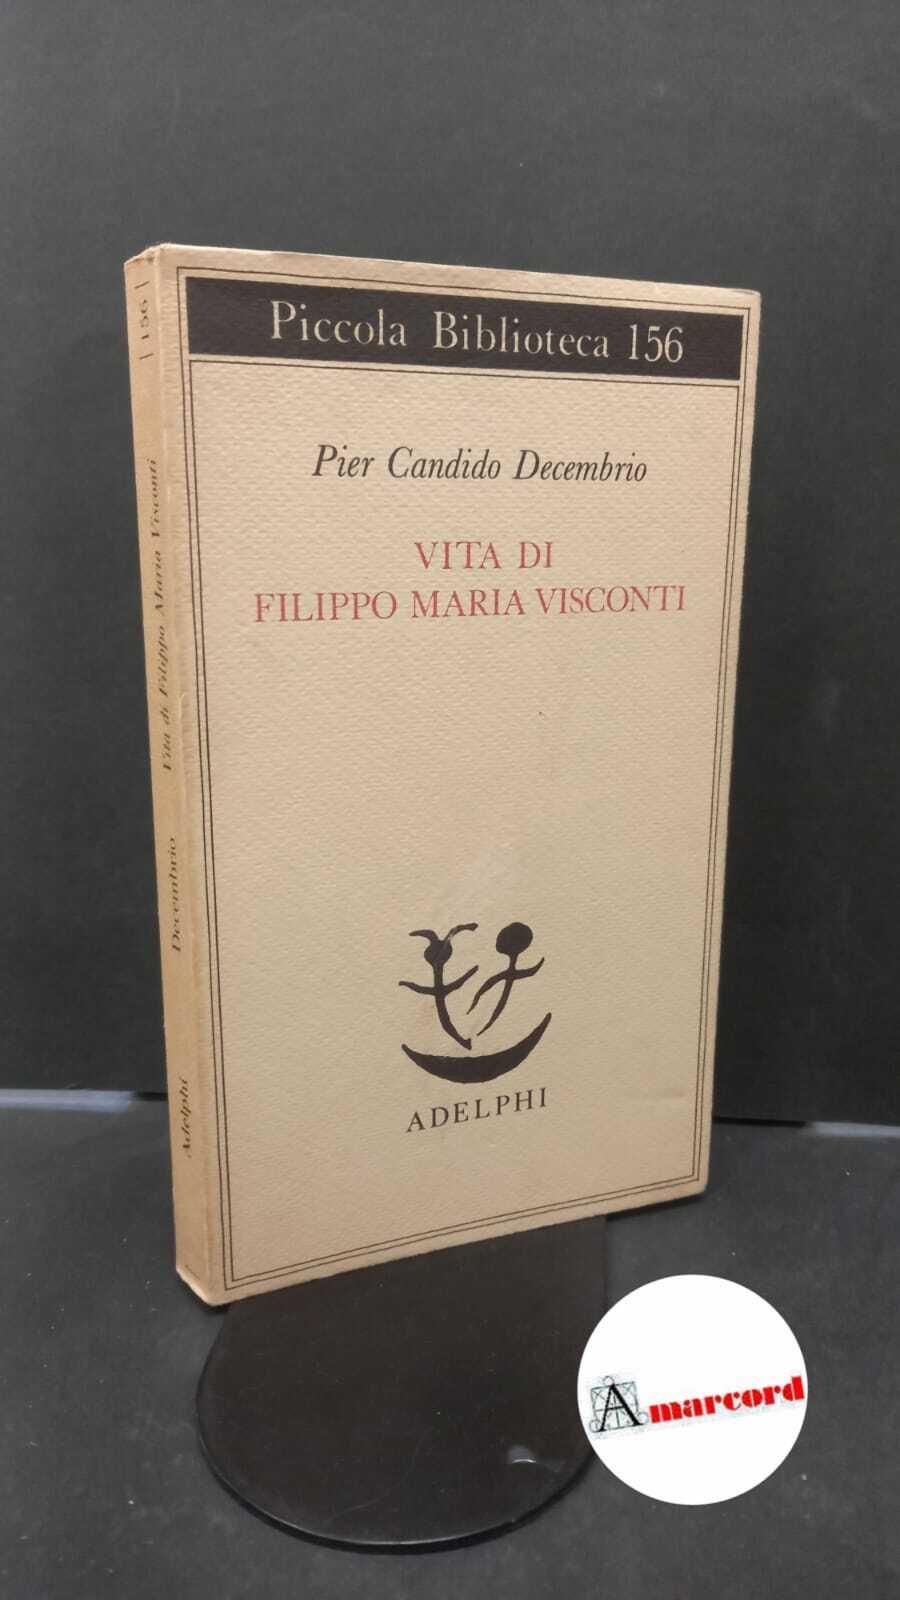 Piccola Biblioteca 156
Pier Candido Decembrio
VITA DI
FILIPPO MARIA VISCONTI
ADELPHI
| 156 |
Vita di Filippo Maria Visconti
Decembrio
Adelphi
Amarcord